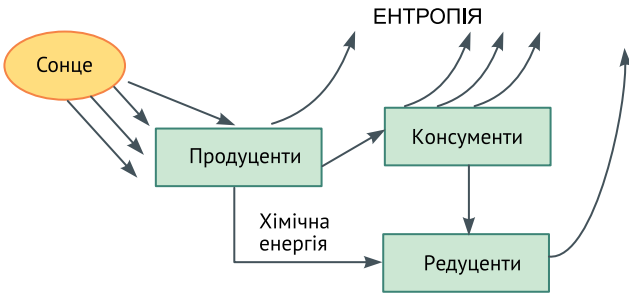 ЕНТРОПІЯ
Сонце
Продуценти
Консументи
Хімічна
енергія
Редуценти